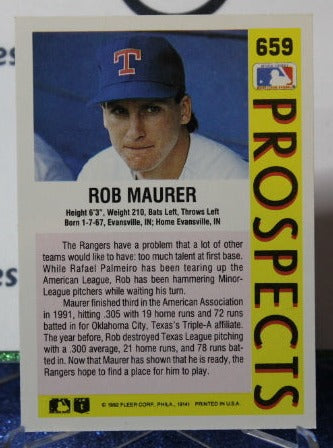 659
T
PROSPECTS
ROB MAURER
Height 6'3", Weight 210, Bats Left, Throws Left
Born 1-7-67, Evansville, IN; Home Evansville, IN
The Rangers have a problem that a lot of other
teams would like to have: too much talent at first base.
While Rafael Palmeiro has been tearing up the
American League, Rob has been hammering Minor-
League pitchers while waiting his turn.
Maurer finished third in the American Association
in 1991, hitting .305 with 19 homers and 72 runs
batted in for Oklahoma City, Texas's Triple-A affiliate.
The year before, Rob destroyed Texas League pitching
with a .300 average, 21 home runs, and 78 runs bat-
ted in. Now that Maurer has shown that he is ready, the
Rangers hope to find a place for him to play.
© 1992 FLEER CORP., PHILA., 19141 PRINTED IN U.S.A.